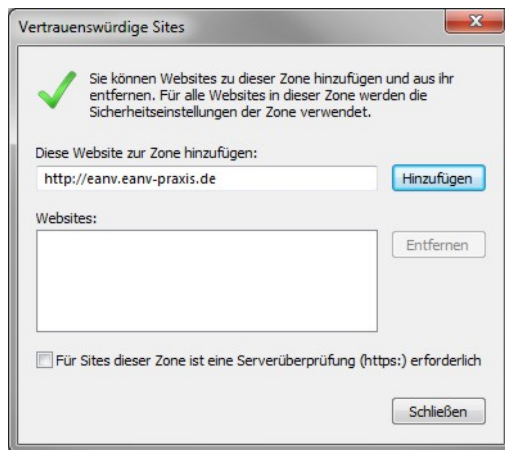 Vertrauenswürdige Sites
Sie können Websites zu dieser Zone hinzufügen und aus ihr
entfernen. Für alle Websites in dieser Zone werden die
Sicherheitseinstellungen der Zone verwendet.
Diese Website zur Zone hinzufügen:
http://eanv.eanv-praxis.de
Hinzufügen
Websites:
Entfernen
Für Sites dieser Zone ist eine Serverüberprüfung (https:) erforderlich
Schließen